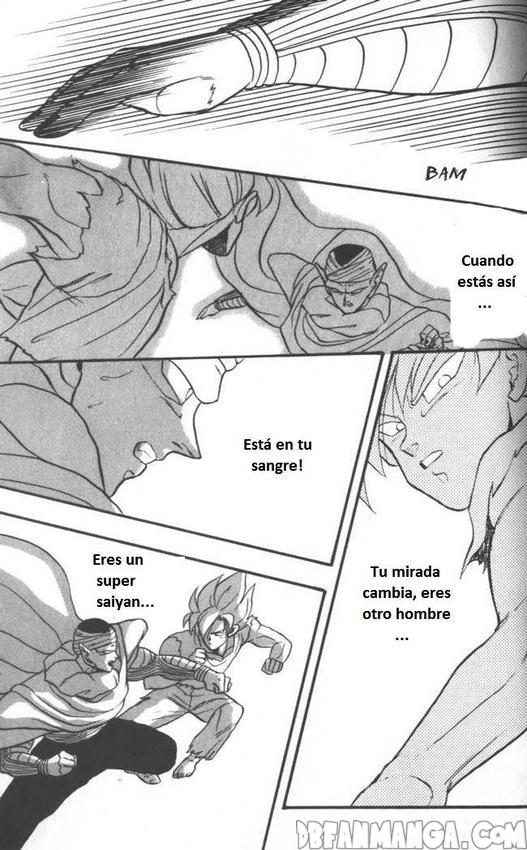 BAM
Cuando
estás así
...
Tu mirada
cambia, eres
otro hombre
...
Está en tu
sangre!
Eres un
super
saiyan...
DBFANMANGA.COM